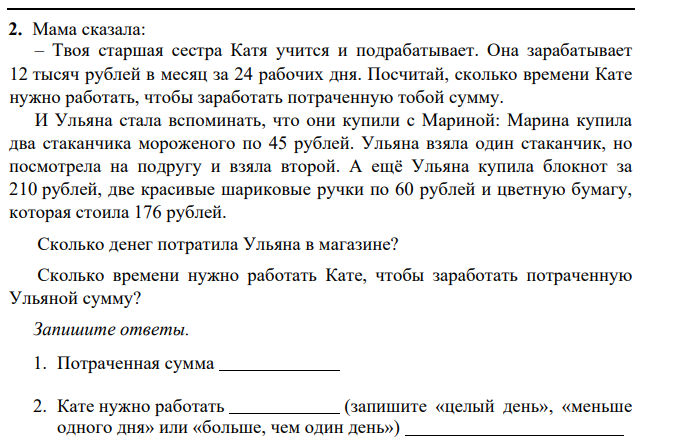 2. Мама сказала:
– Твоя старшая сестра Катя учится и подрабатывает. Она зарабатывает
12 тысяч рублей в месяц за 24 рабочих дня. Посчитай, сколько времени Кате
нужно работать, чтобы заработать потраченную тобой сумму.
И Ульяна стала вспоминать, что они купили с Мариной: Марина купила
два стаканчика мороженого по 45 рублей. Ульяна взяла один стаканчик, но
посмотрела на подругу и взяла второй. А ещё Ульяна купила блокнот за
210 рублей, две красивые шариковые ручки по 60 рублей и цветную бумагу,
которая стоила 176 рублей.
Сколько денег потратила Ульяна в магазине?
Сколько времени нужно работать Кате, чтобы заработать потраченную
Ульяной сумму?
Запишите ответы.
1. Потраченная сумма _____________
2. Кате нужно работать ____________ (запишите «целый день», «меньше
одного дня» или «больше, чем один день») ________________________